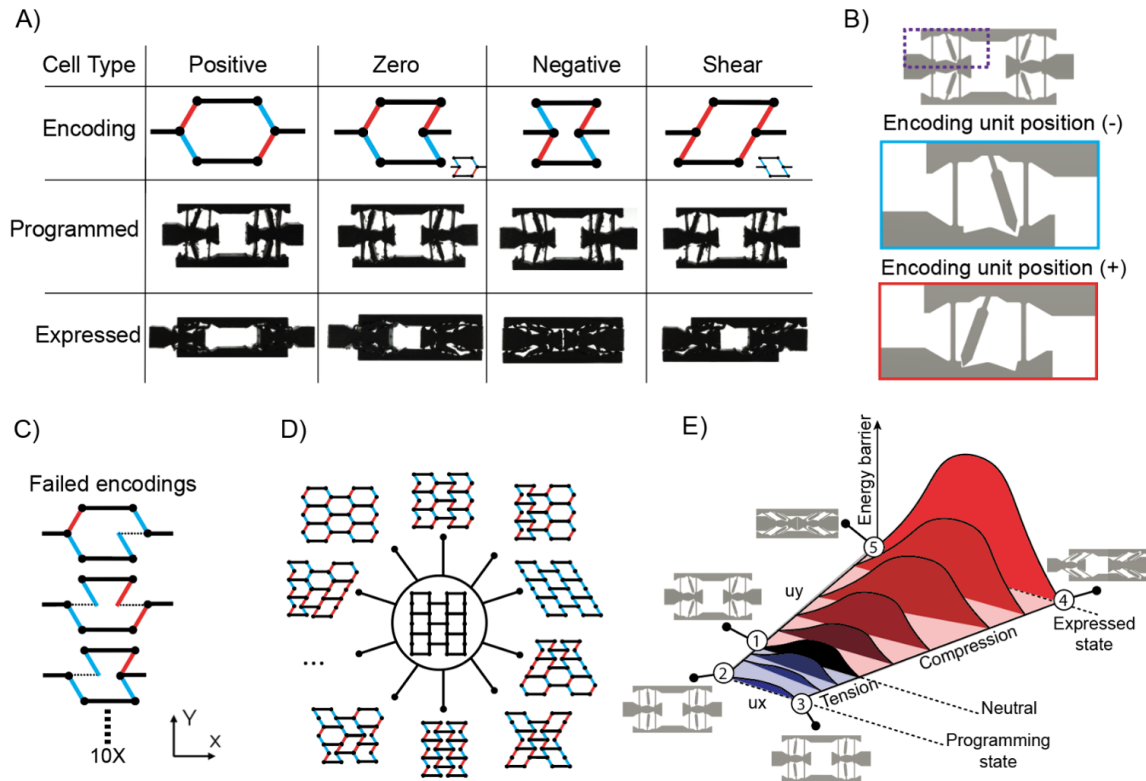 A)
Cell Type Positive Zero Negative Shear
Encoding
Programmed
Expressed
B)
Encoding unit position (-)
Encoding unit position (+)
C)
Failed encodings
10X
Y
X
D)
...
E)
Energy barrier
5
uy
4
Expressed
state
1
Compression
2
Tension
ux
3
Neutral
Programming
state